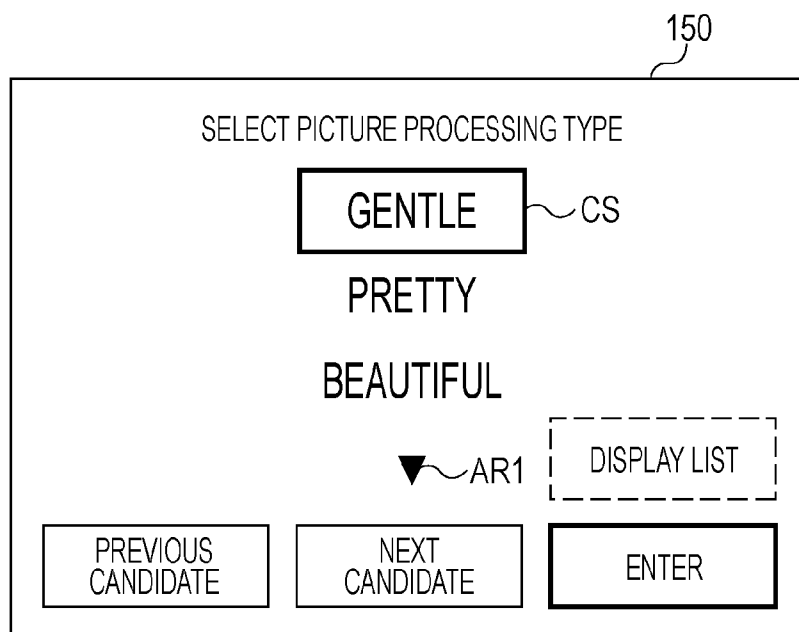 150
SELECT PICTURE PROCESSING TYPE
GENTLE
CS
PRETTY
BEAUTIFUL
AR1
DISPLAY LIST
PREVIOUS
CANDIDATE
NEXT
CANDIDATE
ENTER